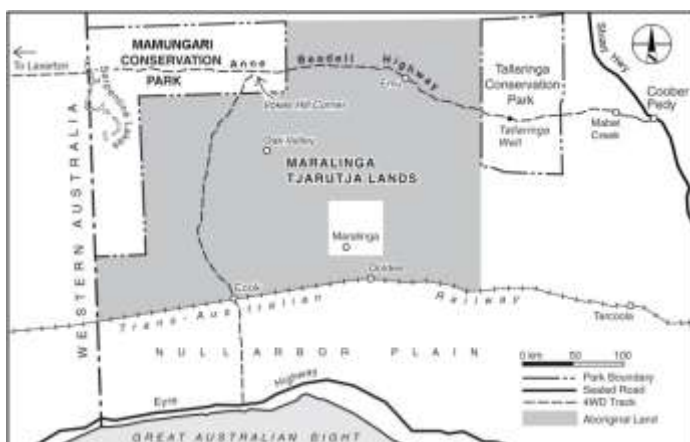 To Laverton
MAMUNGARI
CONSERVATION
PARK
Anne Beadell Highway
Emu
Vokes Hill Corner
Serpentine Lakes
Tallaringa
Conservation
Park
Tallaringa
Well
Stuart Hwy
Coober
Pedy
Mabel
Creek
Oak Valley
MARALINGA
TJARUTJA LANDS
Maralinga
WESTERN AUSTRALIA
Cook
Ooldea
Trans-Australian Railway
Tarcoola
NULLARBOR PLAIN
Eyre Highway
GREAT AUSTRALIAN BIGHT
0 km 50 100
Park Boundary
Sealed Road
4WD Track
Aboriginal Land